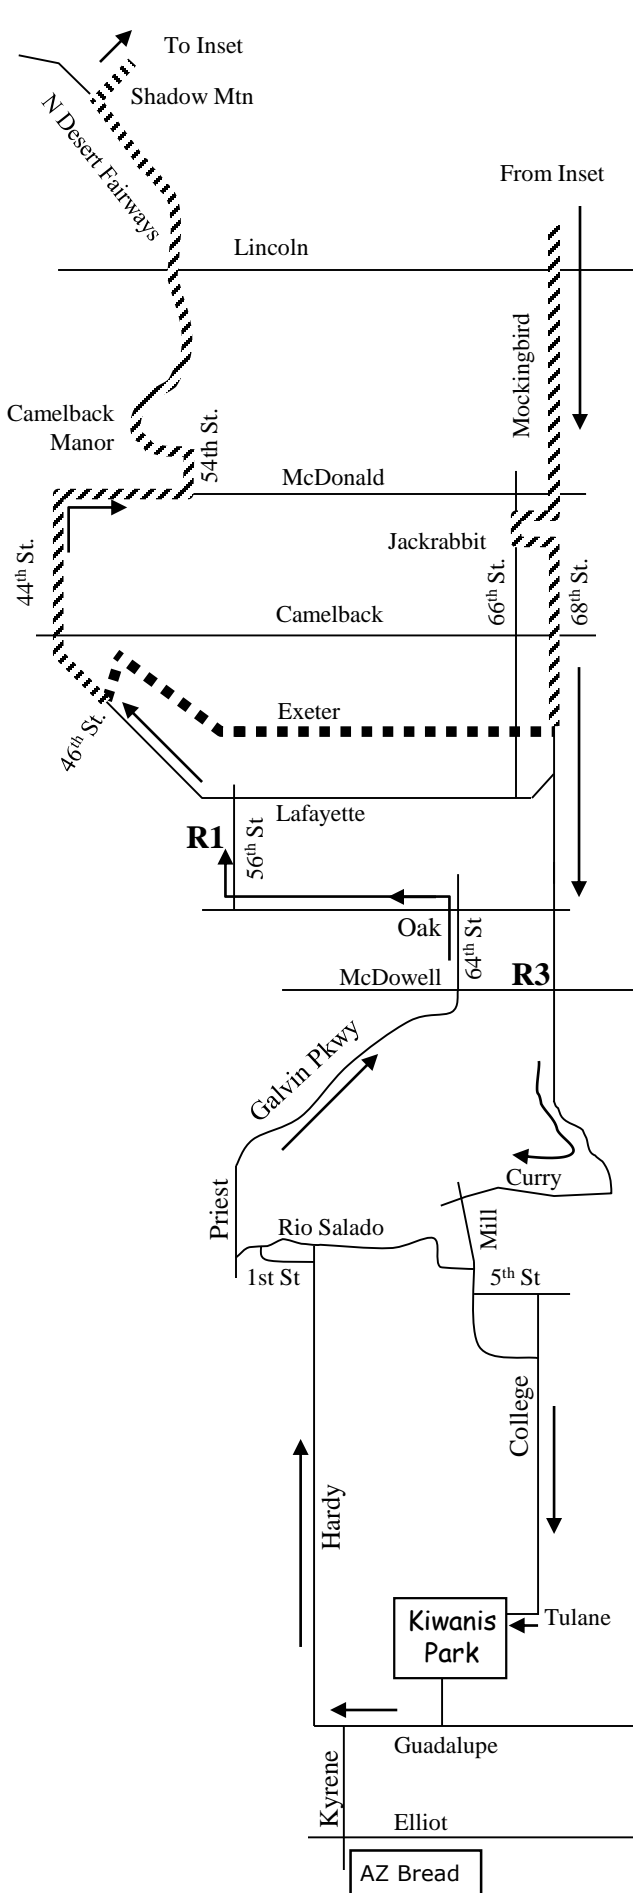 To Inset
Shadow Mtn
N Desert Fairways
From Inset
Lincoln
Mockingbird
Camelback
Manor
54th St.
McDonald
Jackrabbit
44th St.
66th St.
68th St.
Camelback
Exeter
46th St.
Lafayette
R1
56th St
Oak
64th St
McDowell
R3
Galvin Pkwy
Curry
Priest
Rio Salado
Mill
1st St
5th St
College
Hardy
Kiwanis
Park
Tulane
Guadalupe
Kyrene
Elliot
AZ Bread